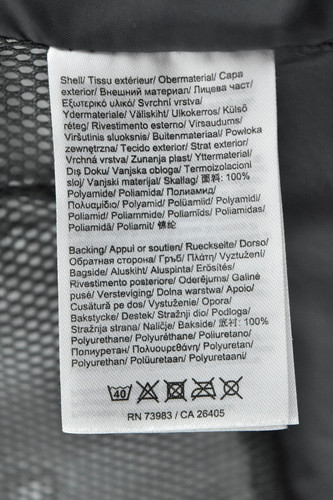 Shell/ Tissu extérieur/ Obermaterial/ Capa
exterior/ Внешний материал/ Лицева част/
Εξωτερικό υλικό/ Svrchní vrstva/
Ydermateriale/ Väliskiht/ Ulkokerros/ Külső
réteg/ Rivestimento esterno/ Virsaudums/
Viršutinis sluoksnis/ Buitenmateriaal/ Powłoka
zewnętrzna/ Tecido exterior/ Strat exterior/
Vrchná vrstva/ Zunanja plast/ Yttermaterial/
Dış Doku/ Vanjska obloga/ Termoizolacioni
sloj/ Vanjski materijal/ Skallag/ 面料: 100%
Polyamide/ Poliamida/ Полиамид/
Πολυαμίδιο/ Polyamid/ Polüamiid/ Polyamidi/
Poliamid/ Poliammide/ Poliamīds/ Poliamidas/
Poliamidă/ Poliamit/ 锦纶
Backing/ Appui or soutien/ Rueckseite/ Dorso/
Обратная сторона/ Гръб/ Πλάτη/ Vyztužení/
Bagside/ Aluskiht/ Aluspinta/ Erősítés/
Rivestimento posteriore/ Oderējums/ Galinė
pusė/ Versteviging/ Dolna warstwa/ Apoio/
Cusătură pe dos/ Vystuženie/ Opora/
Bakstycke/ Destek/ Stražnji dio/ Podloga/
Stražnja strana/ Naličje/ Bakside/ 底衬: 100%
Polyurethane/ Polyuréthane/ Polyurethan/
Polyurethane/ Poliuretano/
Полиуретан/ Πολυουρεθάνη/ Polyuretan/
Polyuretaani/ Poliuretán/
40
RN 73983 / CA 26405